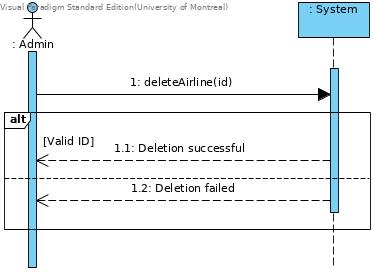 Visual Paradigm Standard Edition(University of Montreal)
: System
: Admin
1: deleteAirline(id)
alt
[Valid ID]
1.1: Deletion successful
1.2: Deletion failed